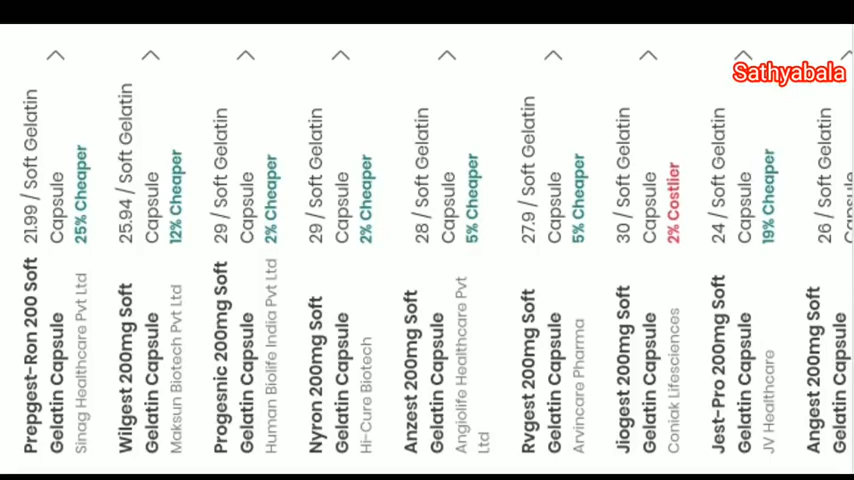 Prepgest-Ron 200 Soft
Gelatin Capsule
Sinag Healthcare Pvt Ltd
21.99 / Soft Gelatin
Capsule
25% Cheaper
Wilgest 200mg Soft
Gelatin Capsule
Maksun Biotech Pvt Ltd
25.94 / Soft Gelatin
Capsule
12% Cheaper
Progesnic 200mg Soft
Gelatin Capsule
Human Biolife India Pvt Ltd
29 / Soft Gelatin
Capsule
2% Cheaper
Nyron 200mg Soft
Gelatin Capsule
Hi-Cure Biotech
29 / Soft Gelatin
Capsule
2% Cheaper
Anzest 200mg Soft
Gelatin Capsule
Angiolife Healthcare Pvt
Ltd
28 / Soft Gelatin
Capsule
5% Cheaper
Rvgest 200mg Soft
Gelatin Capsule
Arvincare Pharma
27.9 / Soft Gelatin
Capsule
5% Cheaper
Jiogest 200mg Soft
Gelatin Capsule
Coniak Lifesciences
30 / Soft Gelatin
Capsule
2% Costlier
Jest-Pro 200mg Soft
Gelatin Capsule
JV Healthcare
24 / Soft Gelatin
Capsule
19% Cheaper
Angest 200mg Soft
Gelatin Capsule
26 / Soft Gelatin
Capsule
Sathyabala